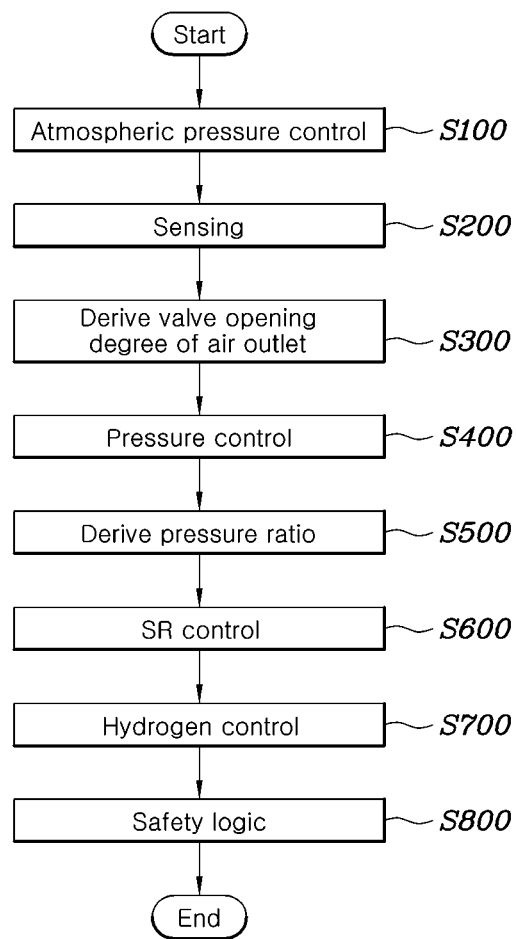 Start
Atmospheric pressure control
S100
Sensing
S200
Derive valve opening
degree of air outlet
S300
Pressure control
S400
Derive pressure ratio
S500
SR control
S600
Hydrogen control
S700
Safety logic
S800
End